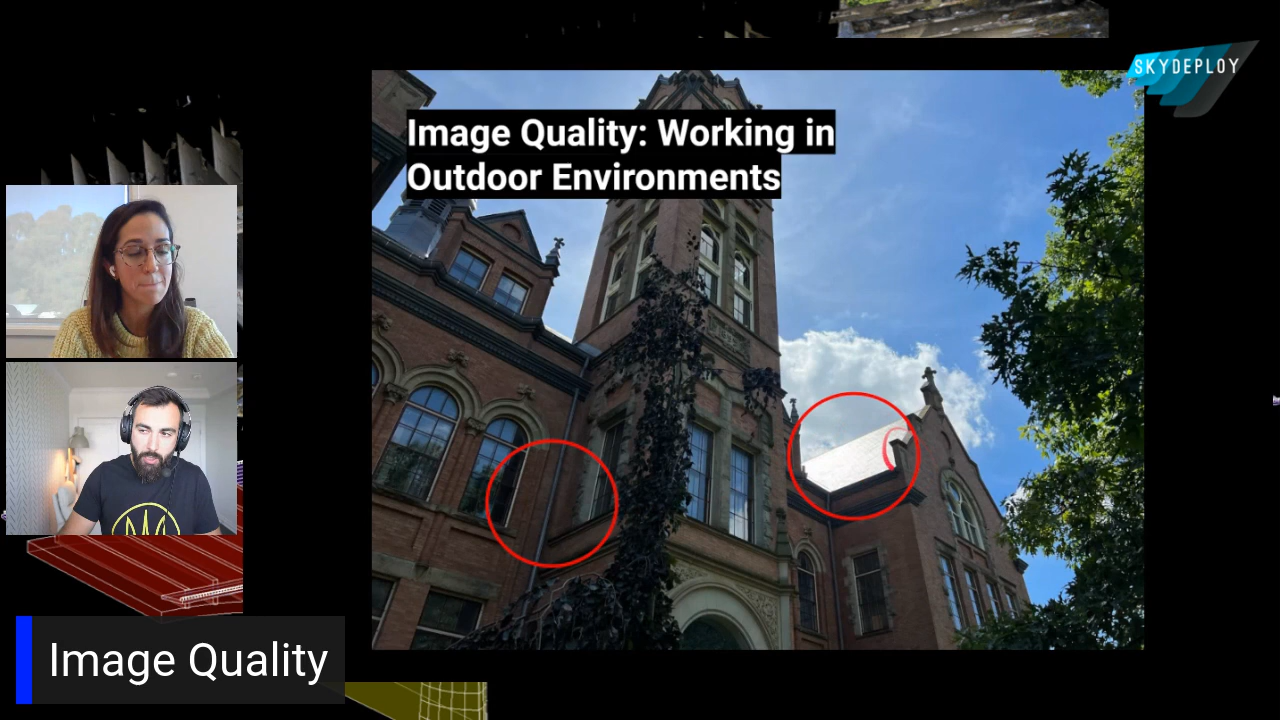 SKYDEPLOY
Image Quality: Working in
Outdoor Environments
Image Quality